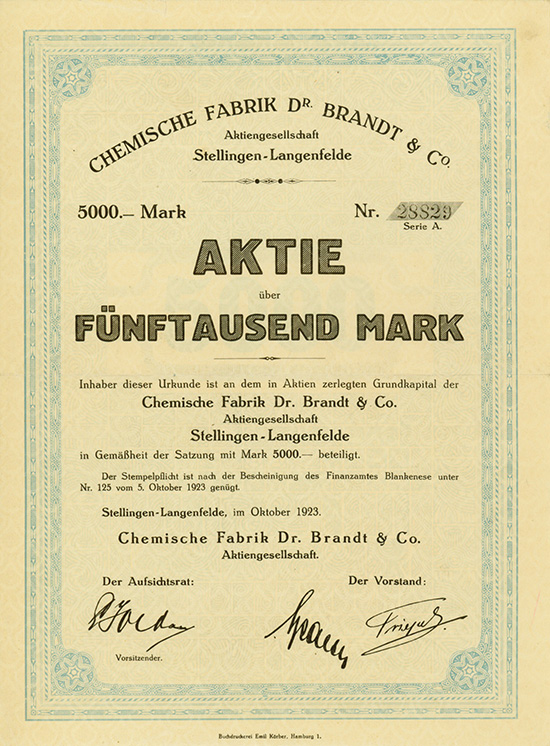 CHEMISCHE FABRIK DR. BRANDT & CO.
Aktiengesellschaft
Stellingen-Langenfelde
5000.— Mark Nr. 28829
Serie A.
AKTIE
über
FÜNFTAUSEND MARK
Inhaber dieser Urkunde ist an dem in Aktien zerlegten Grundkapital der
Chemische Fabrik Dr. Brandt & Co.
Aktiengesellschaft
Stellingen-Langenfelde
in Gemäßheit der Satzung mit Mark 5000.— beteiligt.
Der Stempelpflicht ist nach der Bescheinigung des Finanzamtes Blankenese unter
Nr. 125 vom 5. Oktober 1923 genügt.
Stellingen-Langenfelde, im Oktober 1923.
Chemische Fabrik Dr. Brandt & Co.
Aktiengesellschaft.
Der Aufsichtsrat: Der Vorstand:
Vorsitzender.
Buchdruckerei Emil Körber, Hamburg 1.